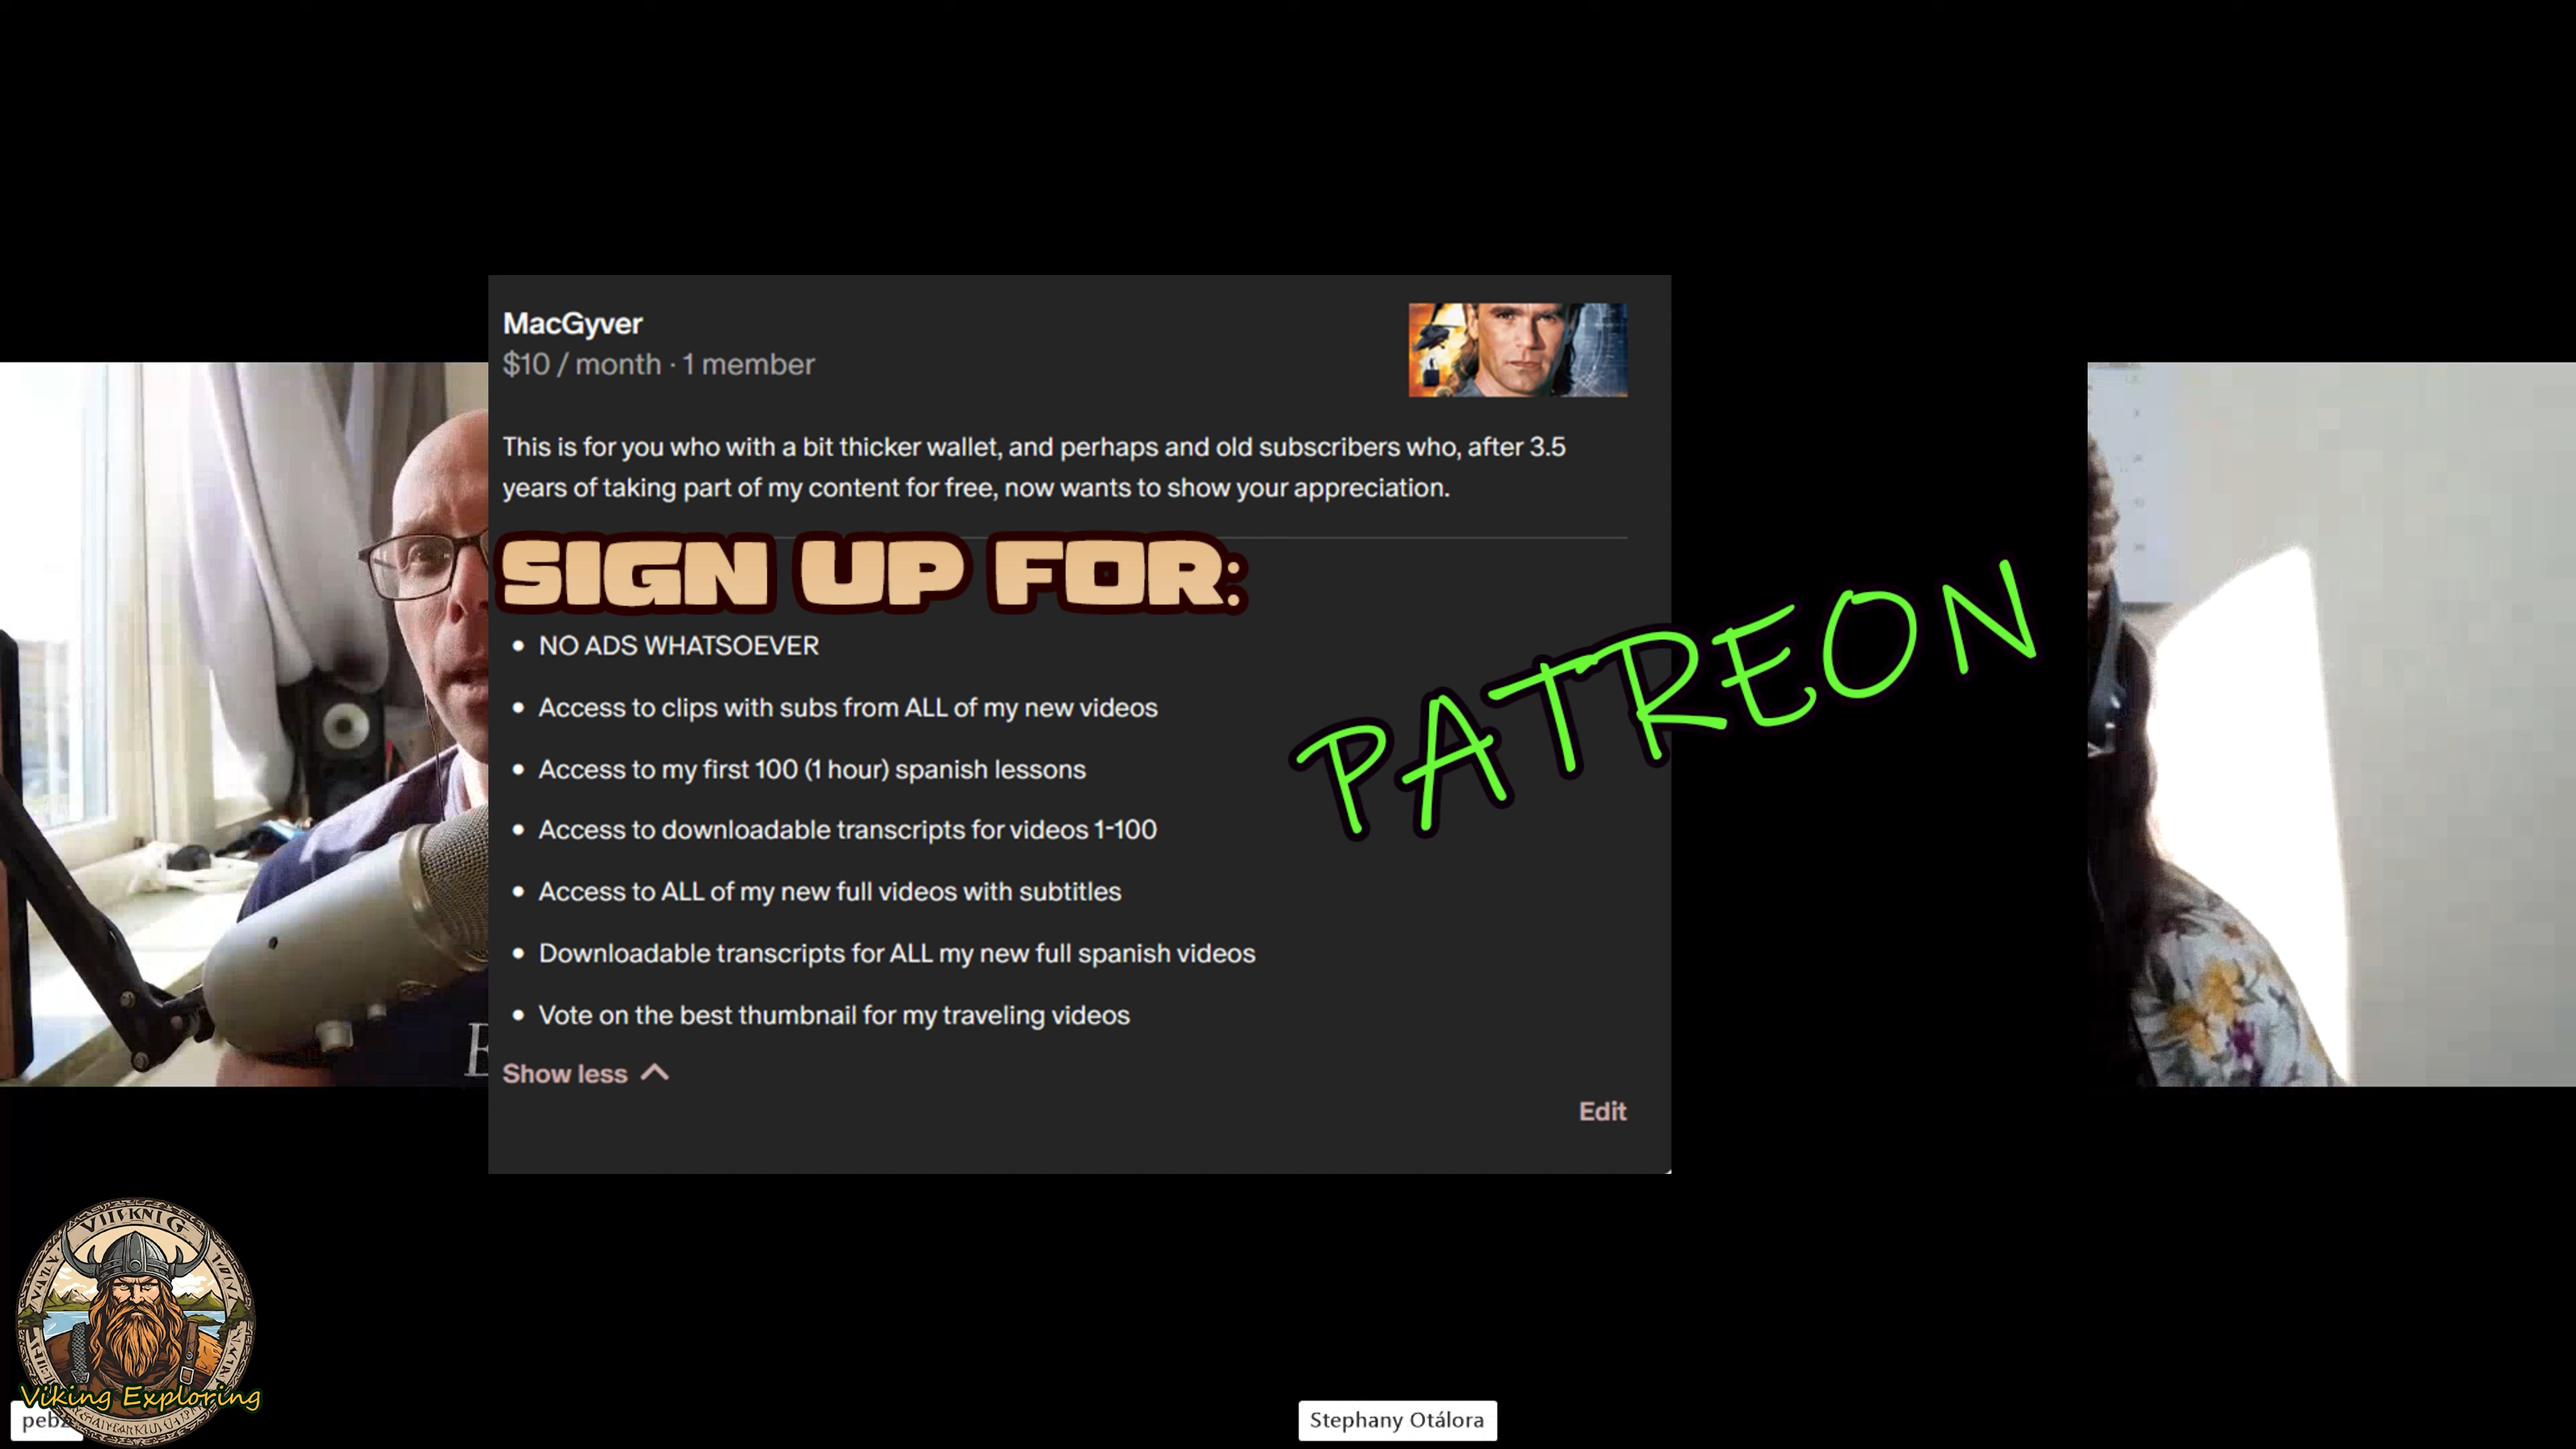 MacGyver
$10 / month · 1 member
This is for you who with a bit thicker wallet, and perhaps and old subscribers who, after 3.5
years of taking part of my content for free, now wants to show your appreciation.
SIGN UP FOR:
• NO ADS WHATSOEVER
• Access to clips with subs from ALL of my new videos
• Access to my first 100 (1 hour) spanish lessons
• Access to downloadable transcripts for videos 1-100
• Access to ALL of my new full videos with subtitles
• Downloadable transcripts for ALL my new full spanish videos
• Vote on the best thumbnail for my traveling videos
Show less
Edit
PATREON
VIISKNIG
Viking Exploring
Stephany Otálora